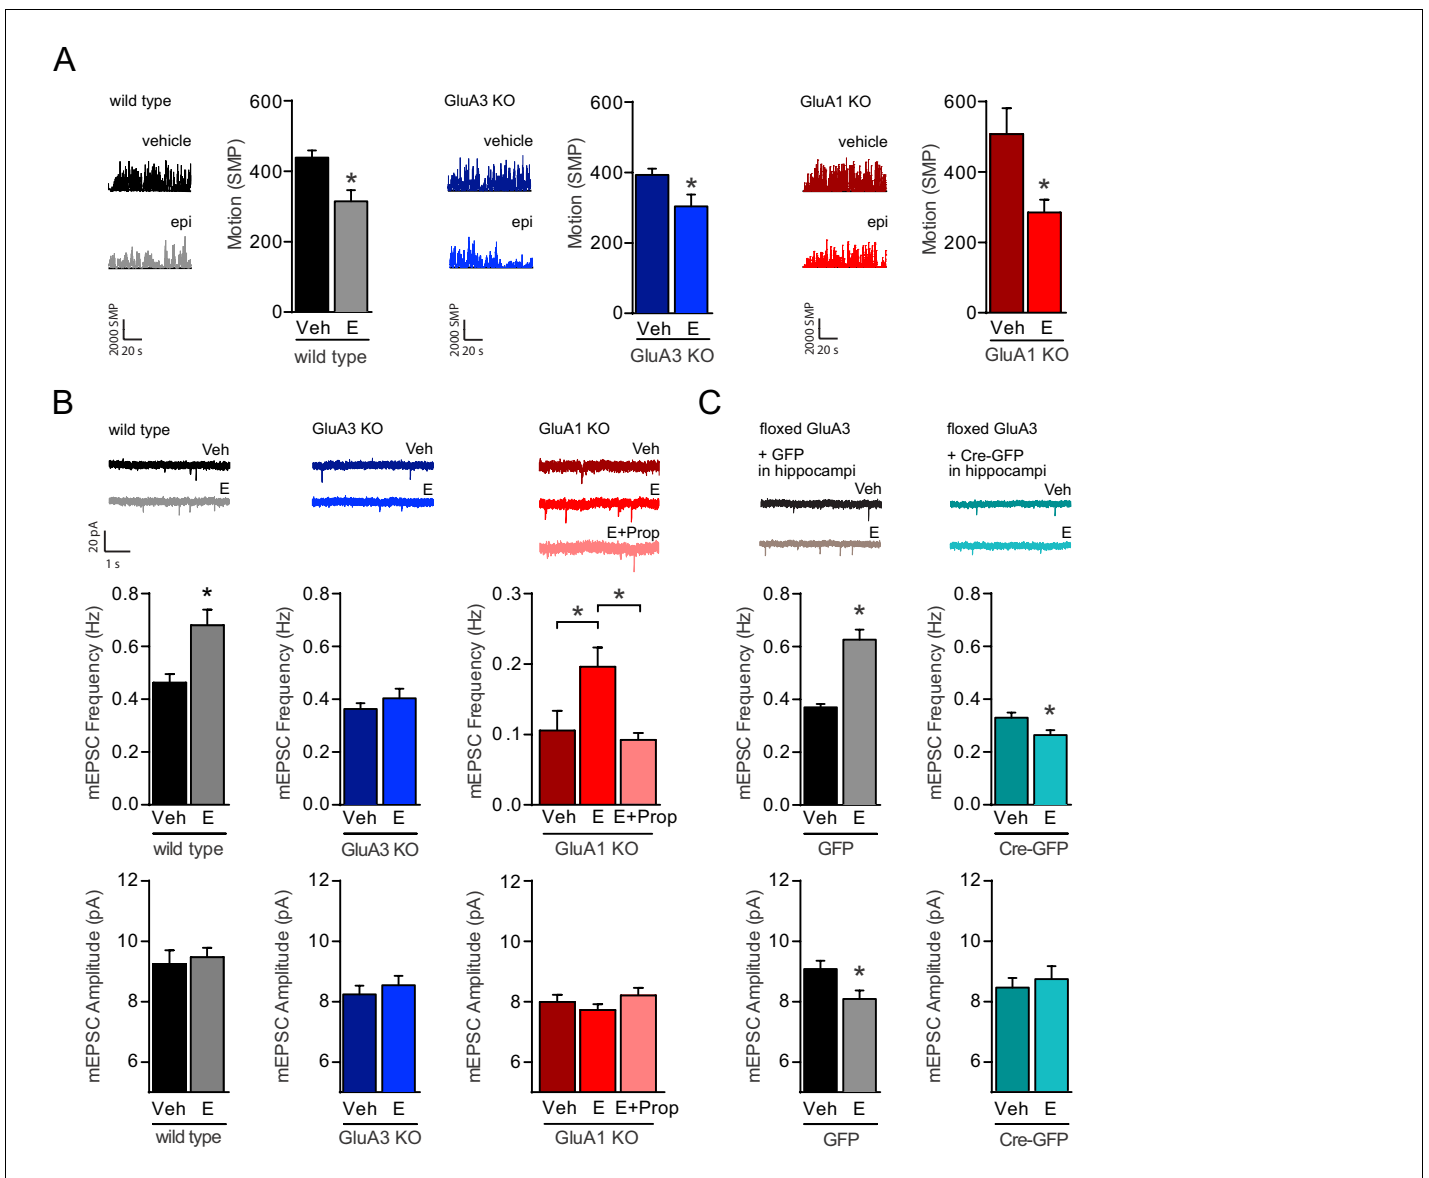 A
wild type
vehicle
epi
2000 SMP
20 s
Motion (SMP)
600
400
200
0
*
Veh E
wild type
GluA3 KO
vehicle
epi
2000 SMP
20 s
Motion (SMP)
600
400
200
0
*
Veh E
GluA3 KO
GluA1 KO
vehicle
epi
2000 SMP
20 s
Motion (SMP)
600
400
200
0
*
Veh E
GluA1 KO
B
wild type
Veh
E
20 pA
1 s
GluA3 KO
Veh
E
GluA1 KO
Veh
E
E+Prop
mEPSC Frequency (Hz)
0.8
0.6
0.4
0.2
0.0
*
Veh E
wild type
mEPSC Frequency (Hz)
0.8
0.6
0.4
0.2
0.0
Veh E
GluA3 KO
mEPSC Frequency (Hz)
0.3
0.2
0.1
0.0
* *
Veh E E+Prop
GluA1 KO
mEPSC Amplitude (pA)
12
10
8
6
Veh E
wild type
mEPSC Amplitude (pA)
12
10
8
6
Veh E
GluA3 KO
mEPSC Amplitude (pA)
12
10
8
6
Veh E E+Prop
GluA1 KO
C
floxed GluA3
+ GFP
in hippocampi
Veh
E
floxed GluA3
+ Cre-GFP
in hippocampi
Veh
E
mEPSC Frequency (Hz)
0.8
0.6
0.4
0.2
0.0
*
Veh E
GFP
mEPSC Frequency (Hz)
0.8
0.6
0.4
0.2
0.0
*
Veh E
Cre-GFP
mEPSC Amplitude (pA)
12
10
8
6
*
Veh E
GFP
mEPSC Amplitude (pA)
12
10
8
6
Veh E
Cre-GFP